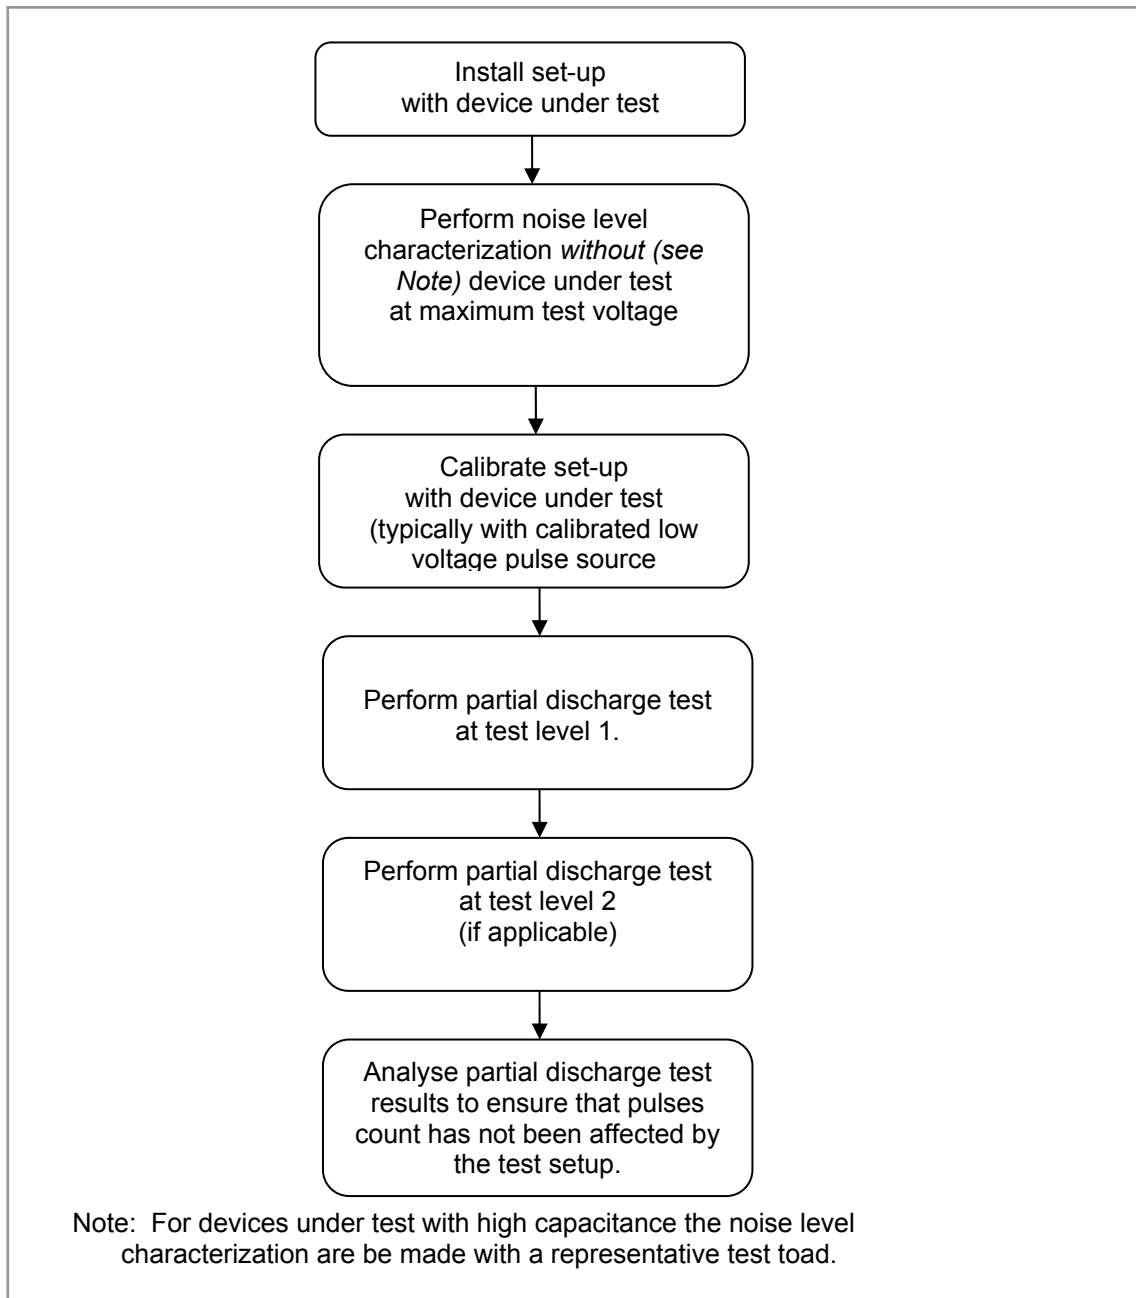 Install set-up
with device under test
Perform noise level
characterization without (see
Note) device under test
at maximum test voltage
Calibrate set-up
with device under test
(typically with calibrated low
voltage pulse source
Perform partial discharge test
at test level 1.
Perform partial discharge test
at test level 2
(if applicable)
Analyse partial discharge test
results to ensure that pulses
count has not been affected by
the test setup.
Note: For devices under test with high capacitance the noise level
characterization are be made with a representative test toad.